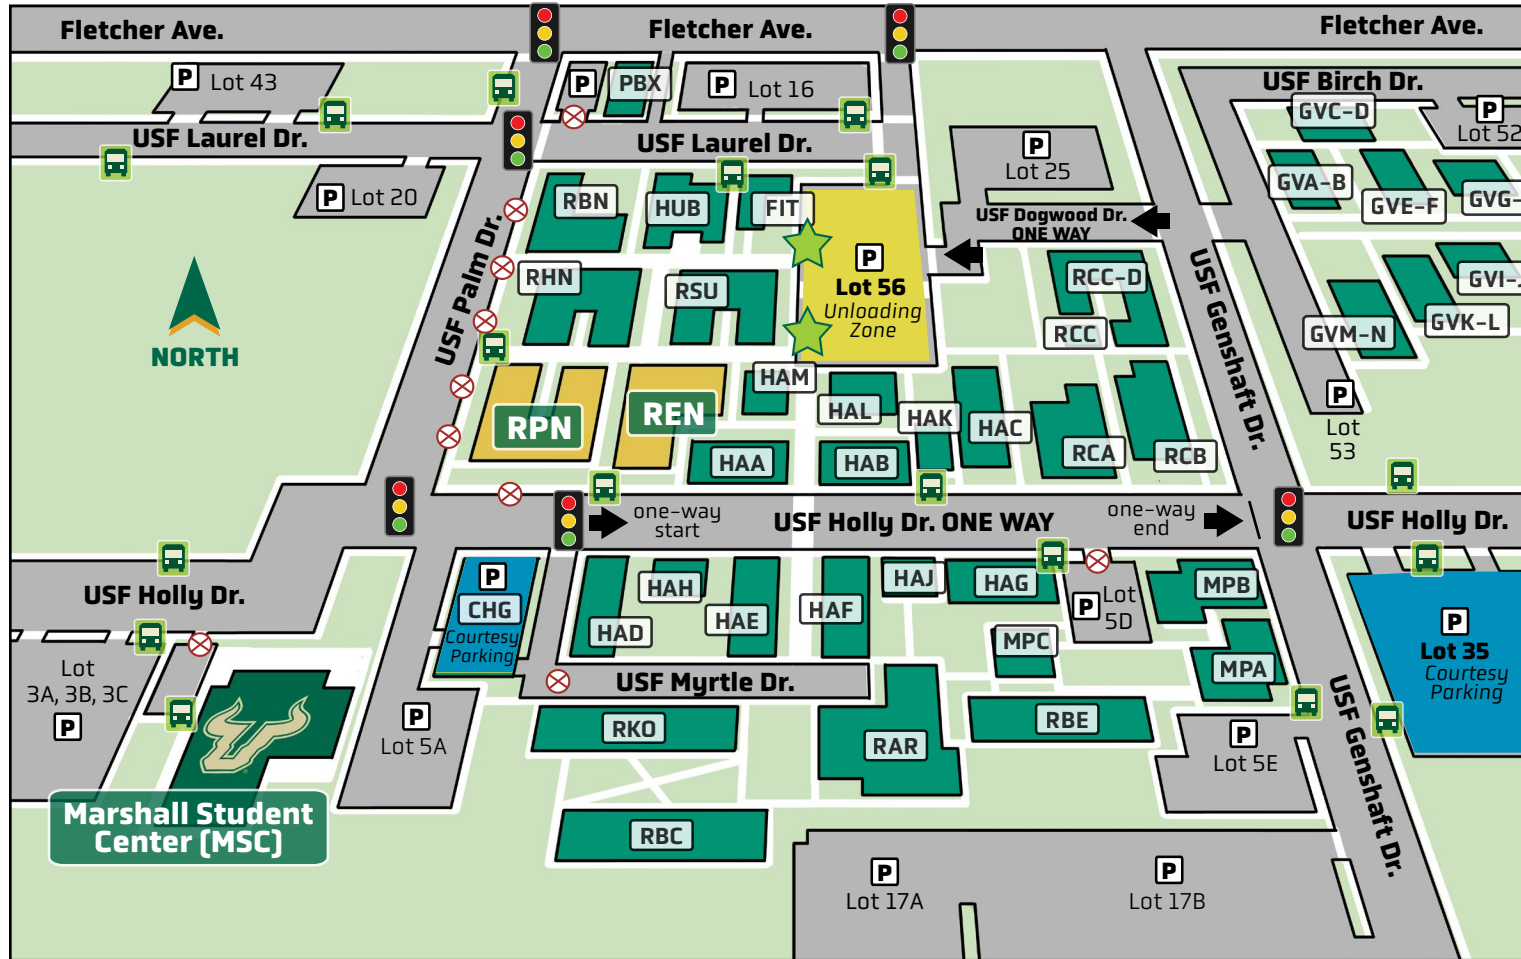 Fletcher Ave.
Fletcher Ave.
Fletcher Ave.
P
Lot 43
P
PBX
P
Lot 16
USF Birch Dr.
GVC-D
P
Lot 52
USF Laurel Dr.
USF Laurel Dr.
P
Lot 25
GVA-B
GVE-F
GVG-
P
Lot 20
RBN
HUB
FIT
USF Dogwood Dr.
ONE WAY
USF Palm Dr.
NORTH
RHN
RSU
P
Lot 56
Unloading
Zone
RCC-D
RCC
USF Genshaft Dr.
GVI-J
GVK-L
GVM-N
P
Lot
53
RPN
REN
HAM
HAL
HAK
HAC
RCA
RCB
HAA
HAB
one-way
start
USF Holly Dr. ONE WAY
one-way
end
USF Holly Dr.
USF Holly Dr.
P
CHG
Courtesy
Parking
HAH
HAD
HAE
HAF
HAJ
HAG
P
Lot
5D
MPB
MPC
MPA
P
Lot 35
Courtesy
Parking
Lot
3A, 3B, 3C
P
USF Myrtle Dr.
P
Lot 5A
RKO
RAR
RBE
P
Lot 5E
USF Genshaft Dr.
Marshall Student
Center (MSC)
RBC
P
Lot 17A
P
Lot 17B